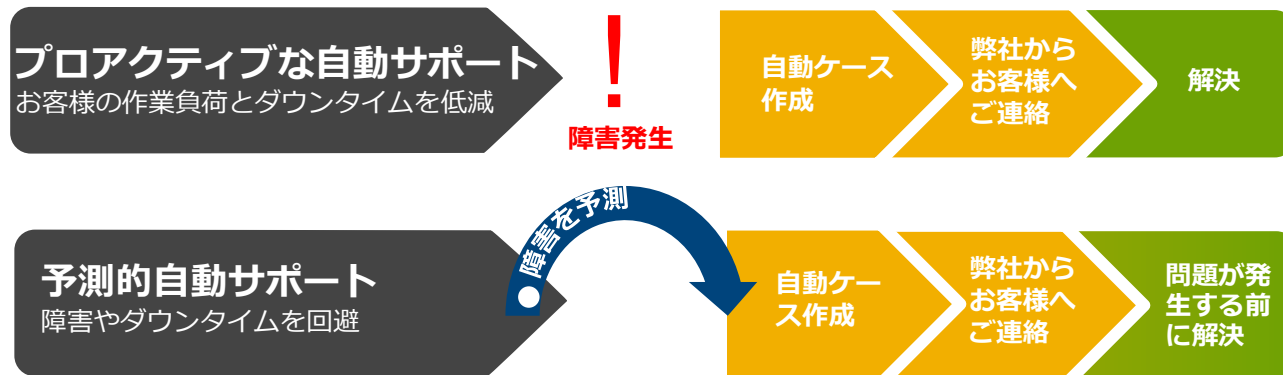 プロアクティブな自動サポート
お客様の作業負荷とダウンタイムを低減
!
障害発生
自動ケース
作成
弊社から
お客様へ
ご連絡
解決
予測的自動サポート
障害やダウンタイムを回避
障害を予測
自動ケー
ス作成
弊社から
お客様へ
ご連絡
問題が発
生する前
に解決